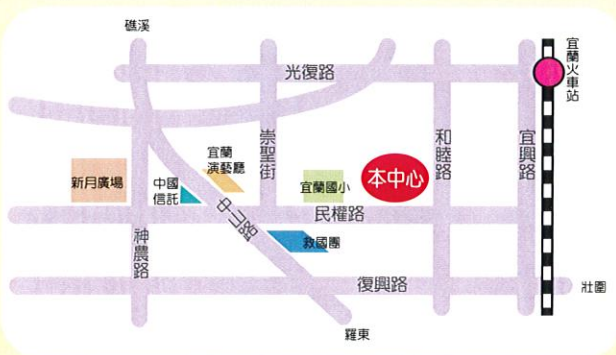 礁溪
光復路
宜蘭火車站
崇聖街
和睦路
宜興路
宜蘭
演藝廳
新月廣場
中國
信託
宜蘭國小
本中心
中山路
民權路
神農路
救國團
復興路
壯圍
羅東